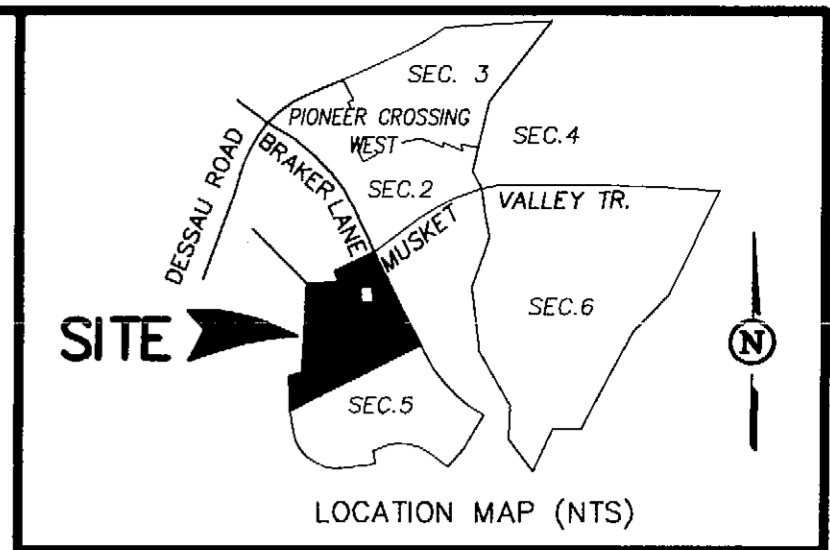 SEC. 3
PIONEER CROSSING
WEST
SEC.4
DESSAU ROAD
BRAKER LANE
SEC.2
MUSKET
VALLEY TR.
SITE
SEC.6
N
SEC.5
LOCATION MAP (NTS)